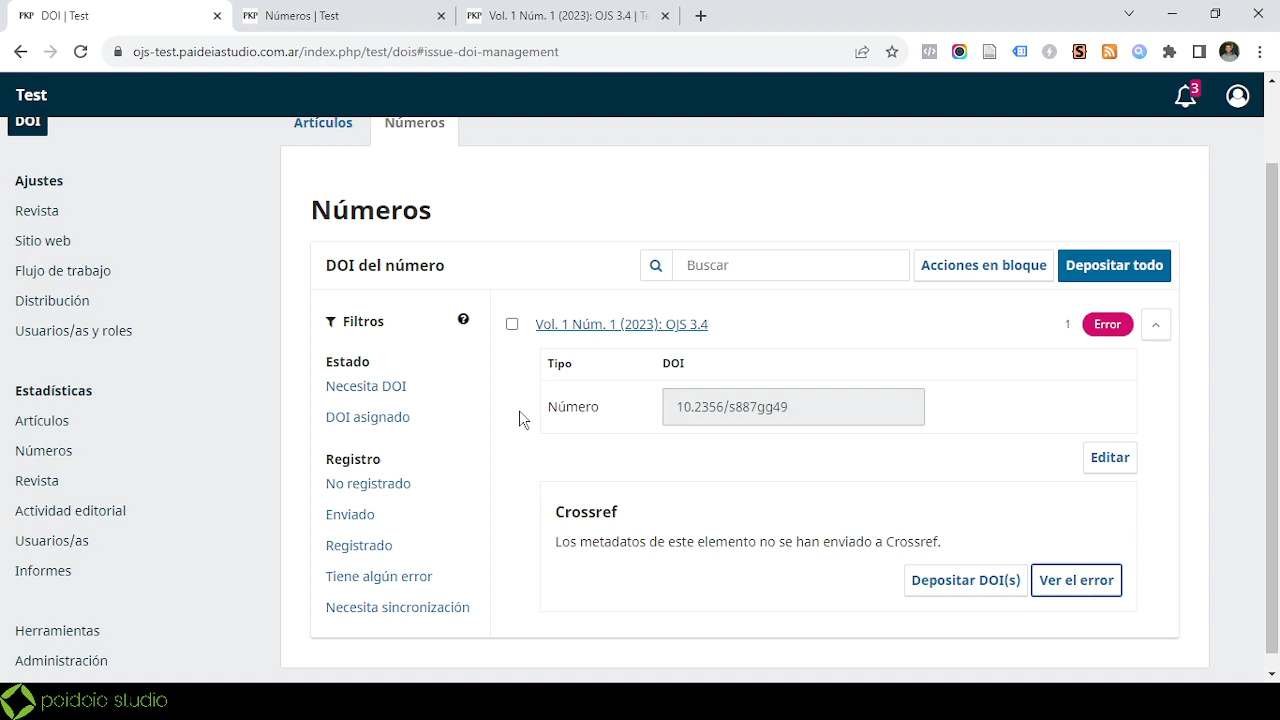 DOI | Test
Números | Test
Vol. 1 Núm. 1 (2023): OJS 3.4 | Te
ojs-test.paideiastudio.com.ar/index.php/test/dois#issue-doi-management
Test
3
DOI
Artículos
Números
Ajustes
Revista
Sitio web
Flujo de trabajo
Distribución
Usuarios/as y roles
Estadísticas
Artículos
Números
Revista
Actividad editorial
Usuarios/as
Informes
Herramientas
Administración
Números
DOI del número
Buscar
Acciones en bloque
Depositar todo
Filtros
Estado
Necesita DOI
DOI asignado
Registro
No registrado
Enviado
Registrado
Tiene algún error
Necesita sincronización
Vol. 1 Núm. 1 (2023): OJS 3.4
1
Error
Tipo
DOI
Número
10.2356/s887gg49
Editar
Crossref
Los metadatos de este elemento no se han enviado a Crossref.
Depositar DOI(s)
Ver el error
paideia studio